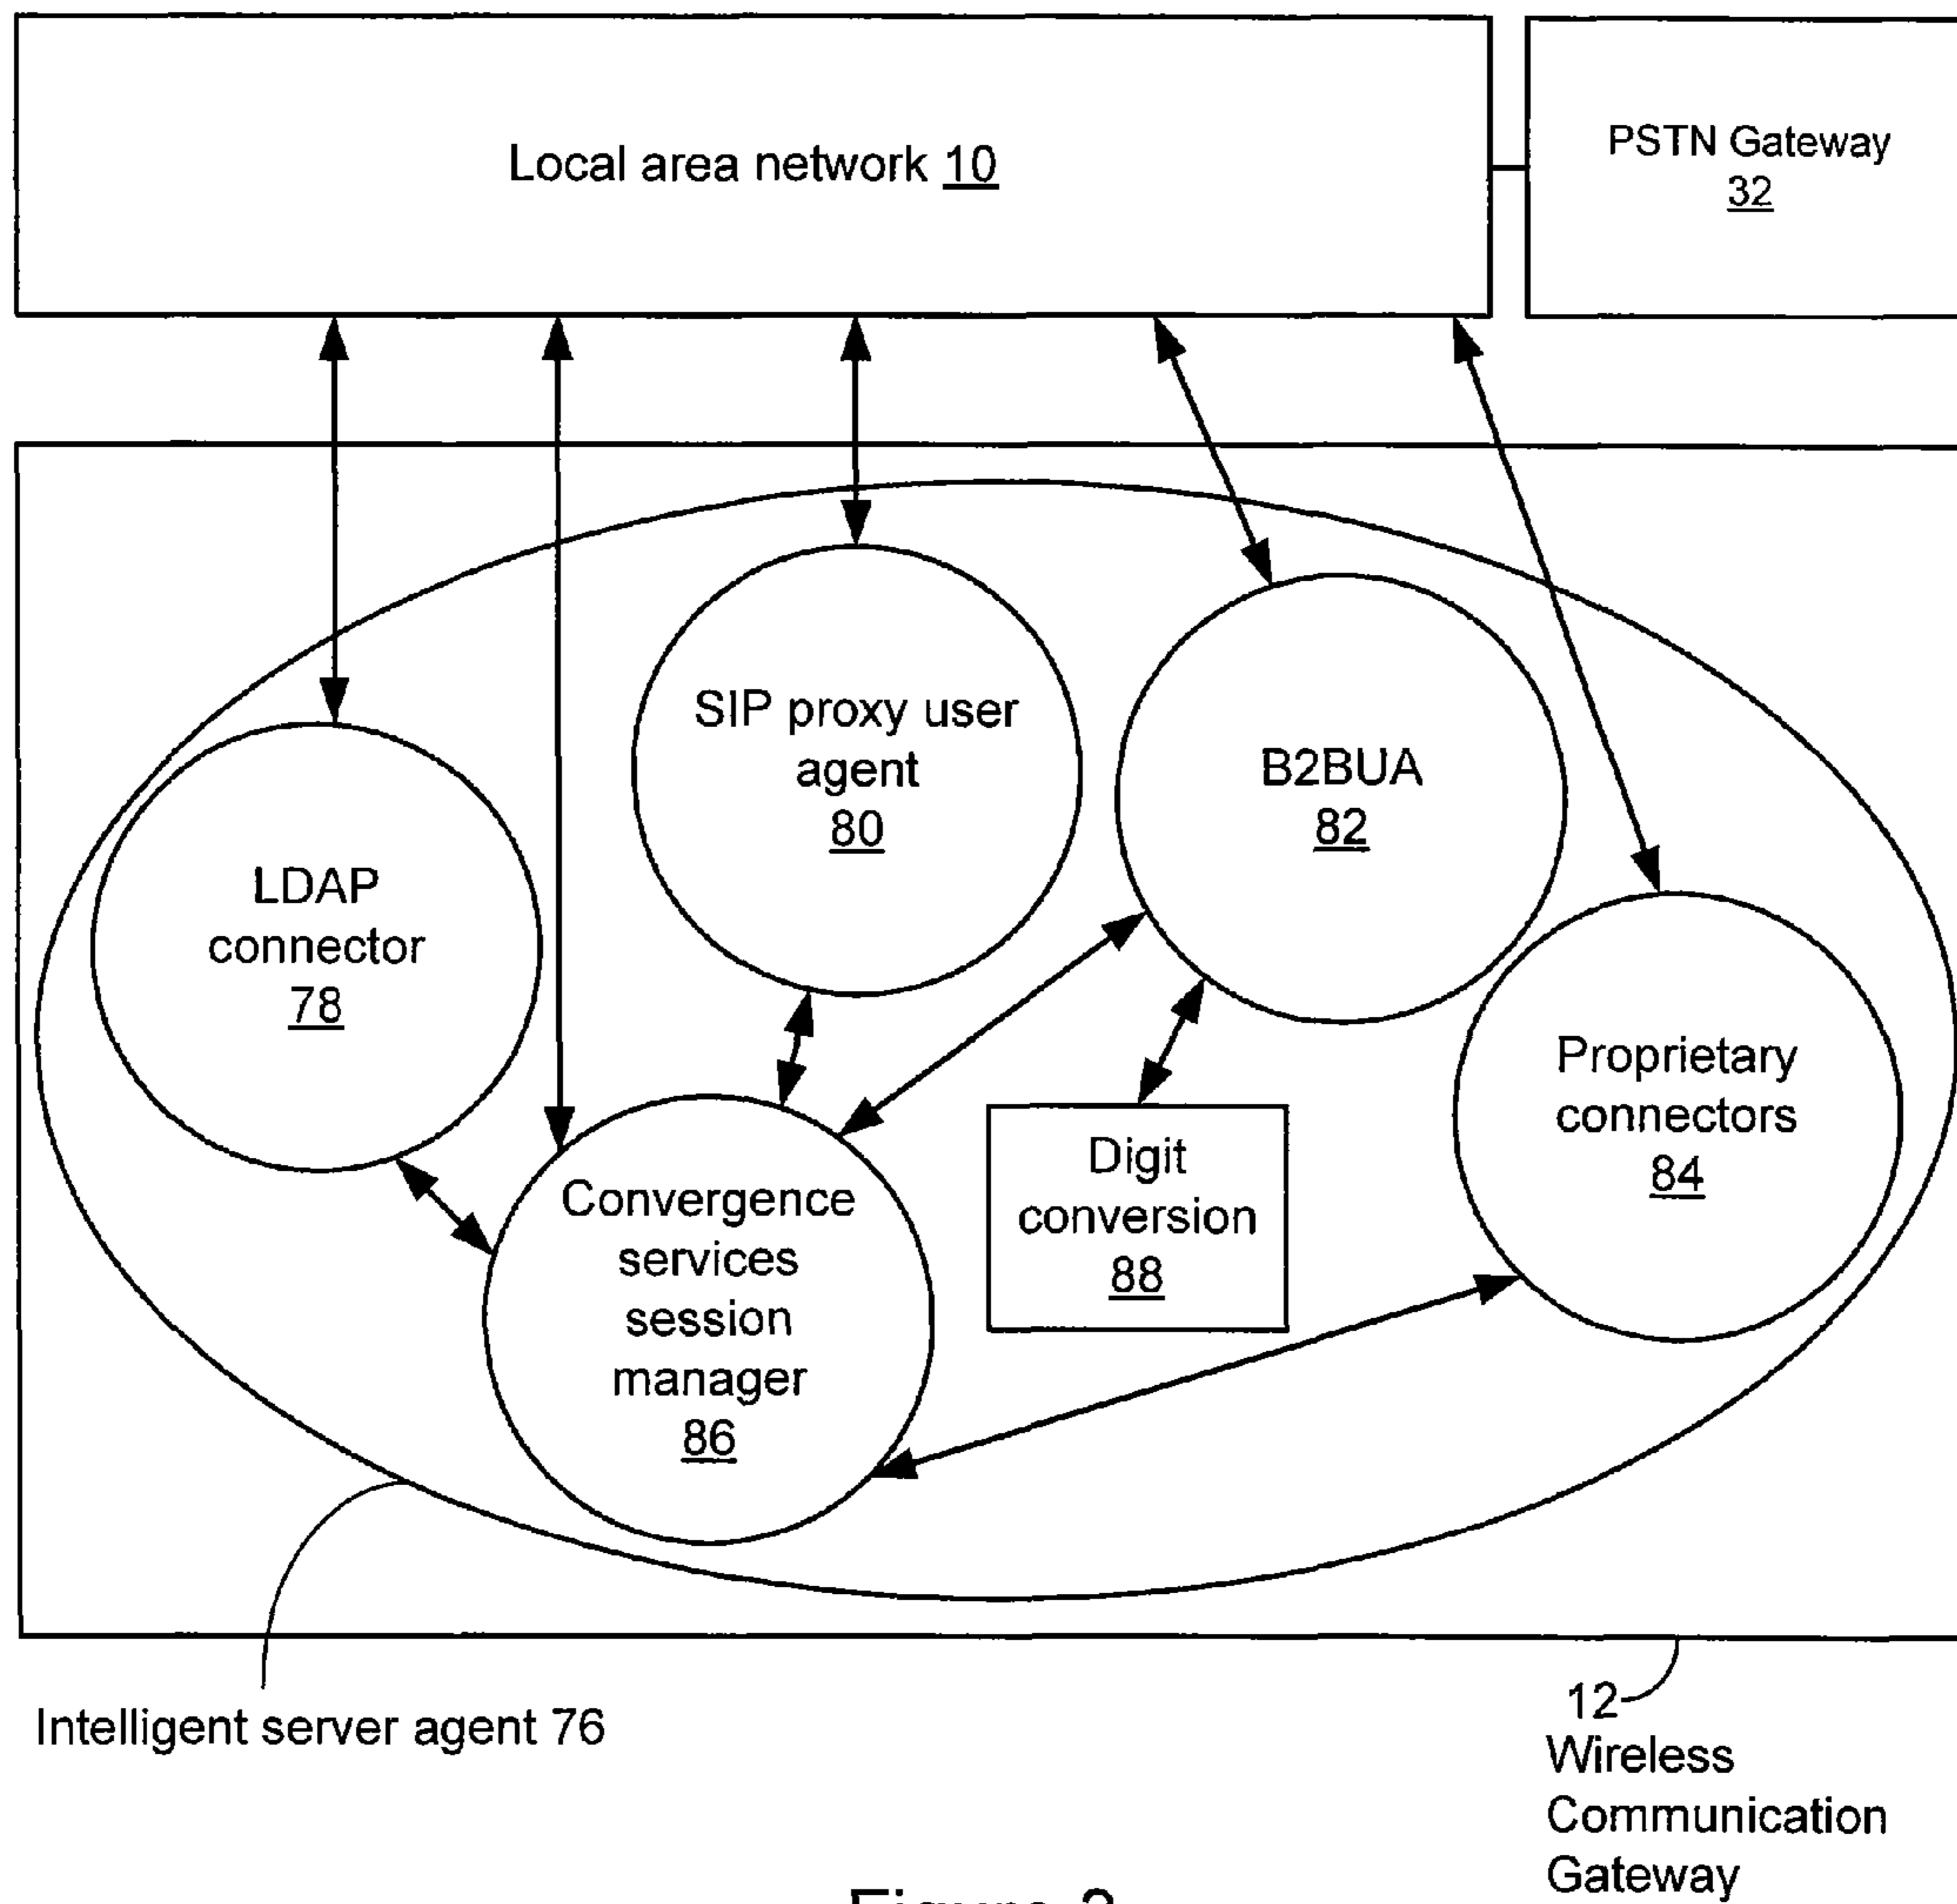 Local area network 10
PSTN Gateway
32
SIP proxy user
agent
80
B2BUA
82
LDAP
connector
78
Proprietary
connectors
84
Digit
conversion
88
Convergence
services
session
manager
86
Intelligent server agent 76
12
Wireless
Communication
Gateway
Figure